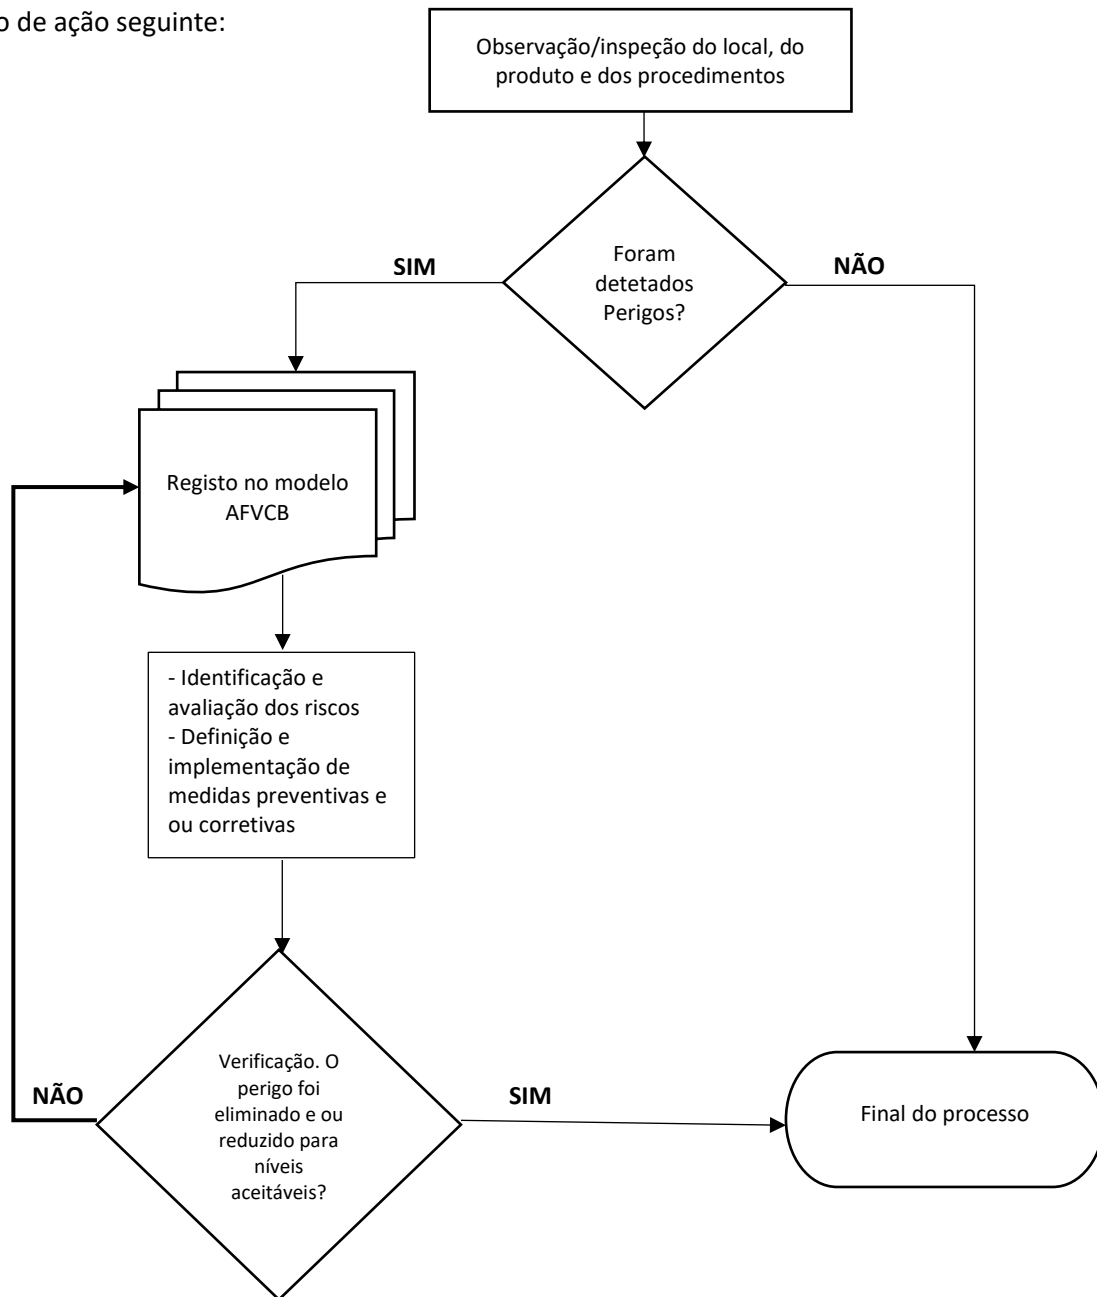 de ação seguinte:
Observação/inspeção do local, do
produto e dos procedimentos
Foram
detetados
Perigos?
SIM
NÃO
Registo no modelo
AFVCB
- Identificação e
avaliação dos riscos
- Definição e
implementação de
medidas preventivas e
ou corretivas
Verificação. O
perigo foi
eliminado e ou
reduzido para
níveis
aceitáveis?
NÃO
SIM
Final do processo